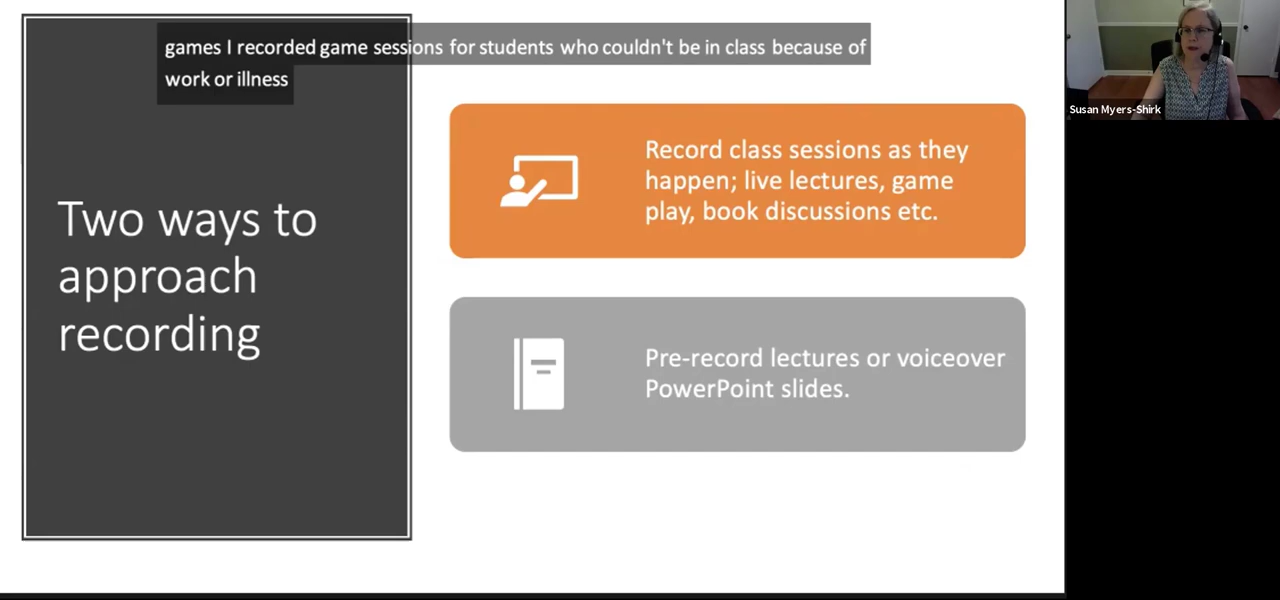 games I recorded game sessions for students who couldn't be in class because of
work or illness
Two ways to
approach
recording
Record class sessions as they
happen; live lectures, game
play, book discussions etc.
Pre-record lectures or voiceover
PowerPoint slides.
Susan Myers-Shirk